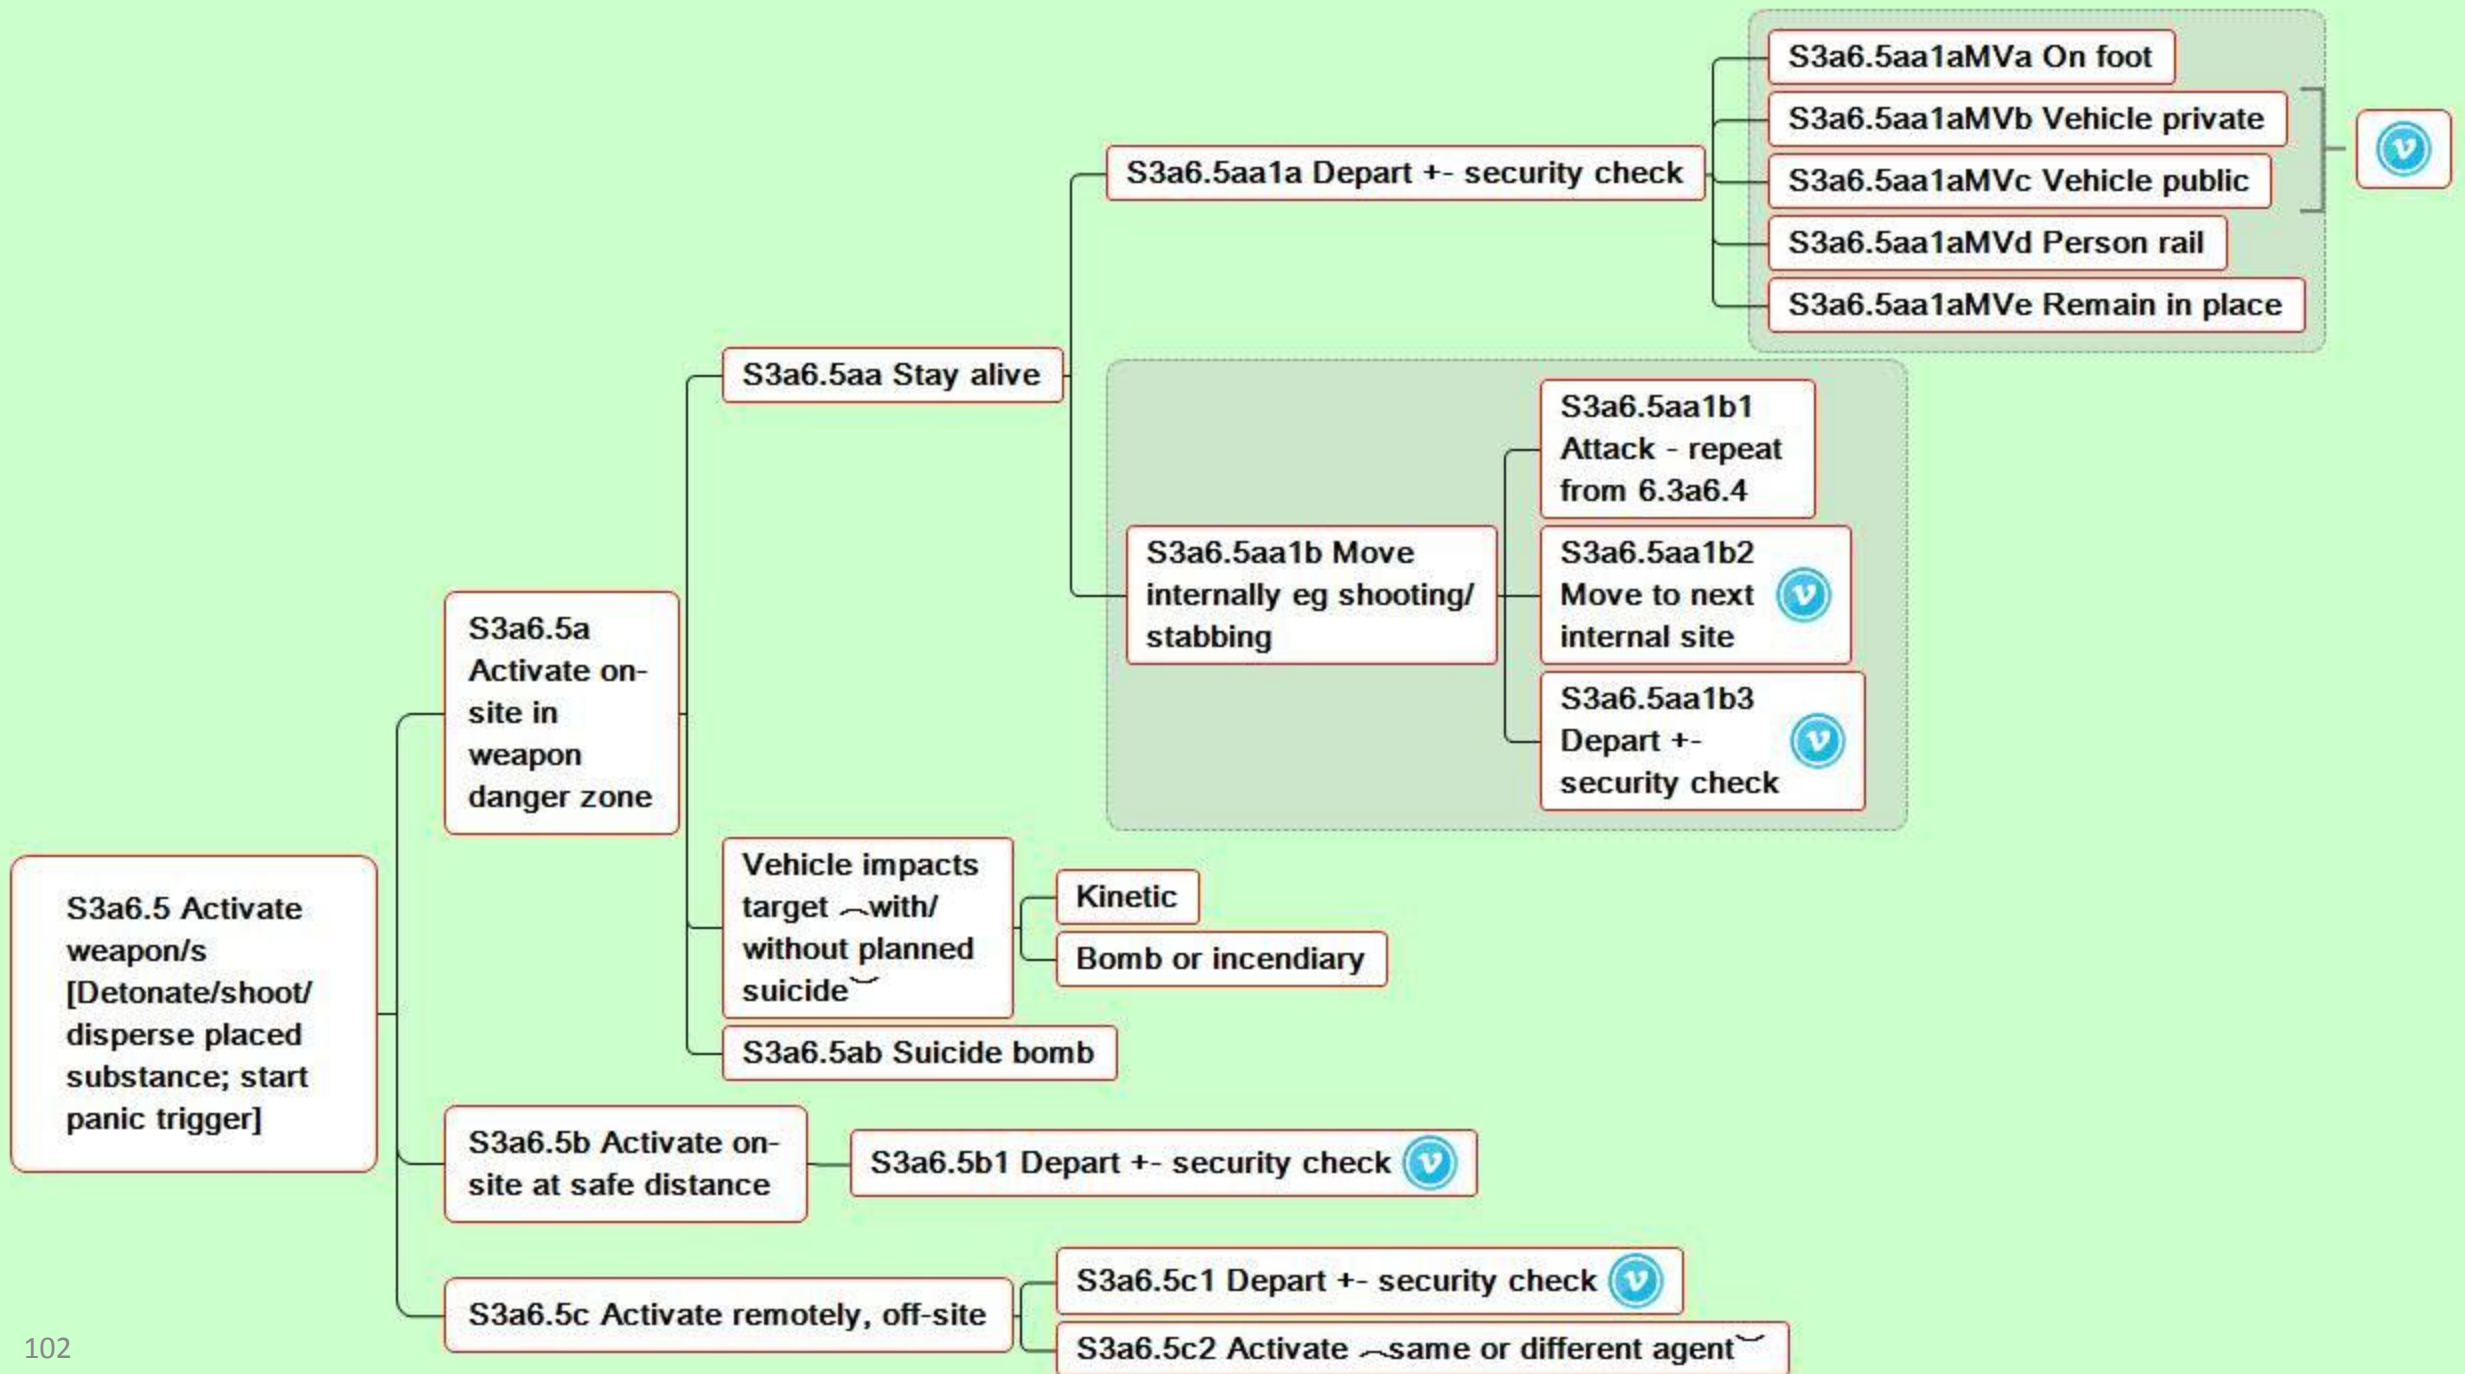 S3a6.5aa1aMVa On foot
S3a6.5aa1aMVb Vehicle private
S3a6.5aa1aMVc Vehicle public
S3a6.5aa1aMVd Person rail
S3a6.5aa1aMVe Remain in place
S3a6.5aa1a Depart +- security check
S3a6.5aa Stay alive
S3a6.5aa1b1
Attack - repeat
from 6.3a6.4
S3a6.5aa1b Move
internally eg shooting/
stabbing
S3a6.5aa1b2
Move to next
internal site
S3a6.5aa1b3
Depart +-
security check
S3a6.5a
Activate on-
site in
weapon
danger zone
Vehicle impacts
target (with/
without planned
suicide)
Kinetic
Bomb or incendiary
S3a6.5ab Suicide bomb
S3a6.5 Activate
weapon/s
[Detonate/shoot/
disperse placed
substance; start
panic trigger]
S3a6.5b Activate on-
site at safe distance
S3a6.5b1 Depart +- security check
S3a6.5c Activate remotely, off-site
S3a6.5c1 Depart +- security check
S3a6.5c2 Activate (same or different agent)
102